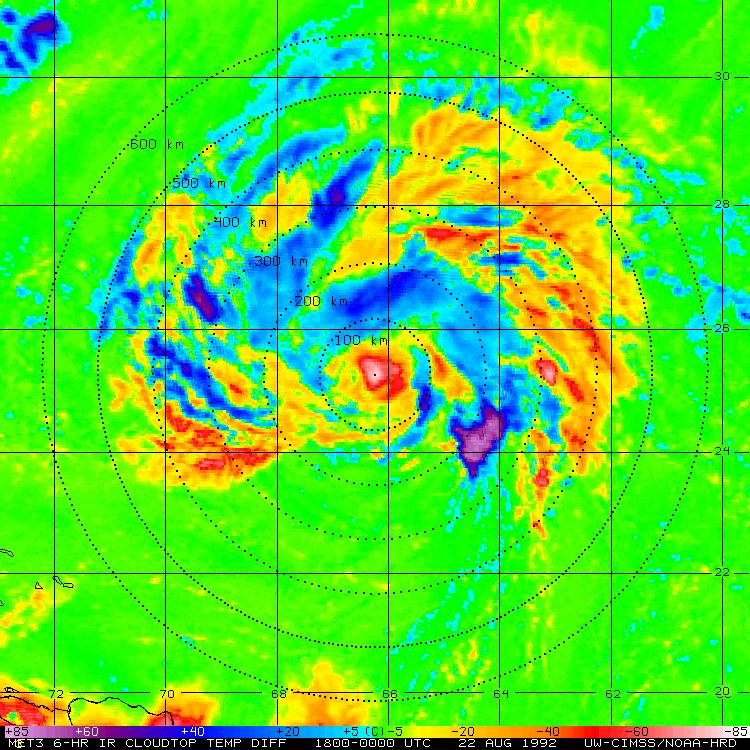 30
600 km
500 km
28
400 km
300 km
200 km
26
100 km
24
22
72 70 68 66 64 62 20
+85 +60 +40 +20 +5(C)-5 -20 -40 -60 -85
MET3 6-HR IR CLOUDTOP TEMP DIFF 1800-0000 UTC 22 AUG 1992 UW-CIMSS/NOAA-HRD